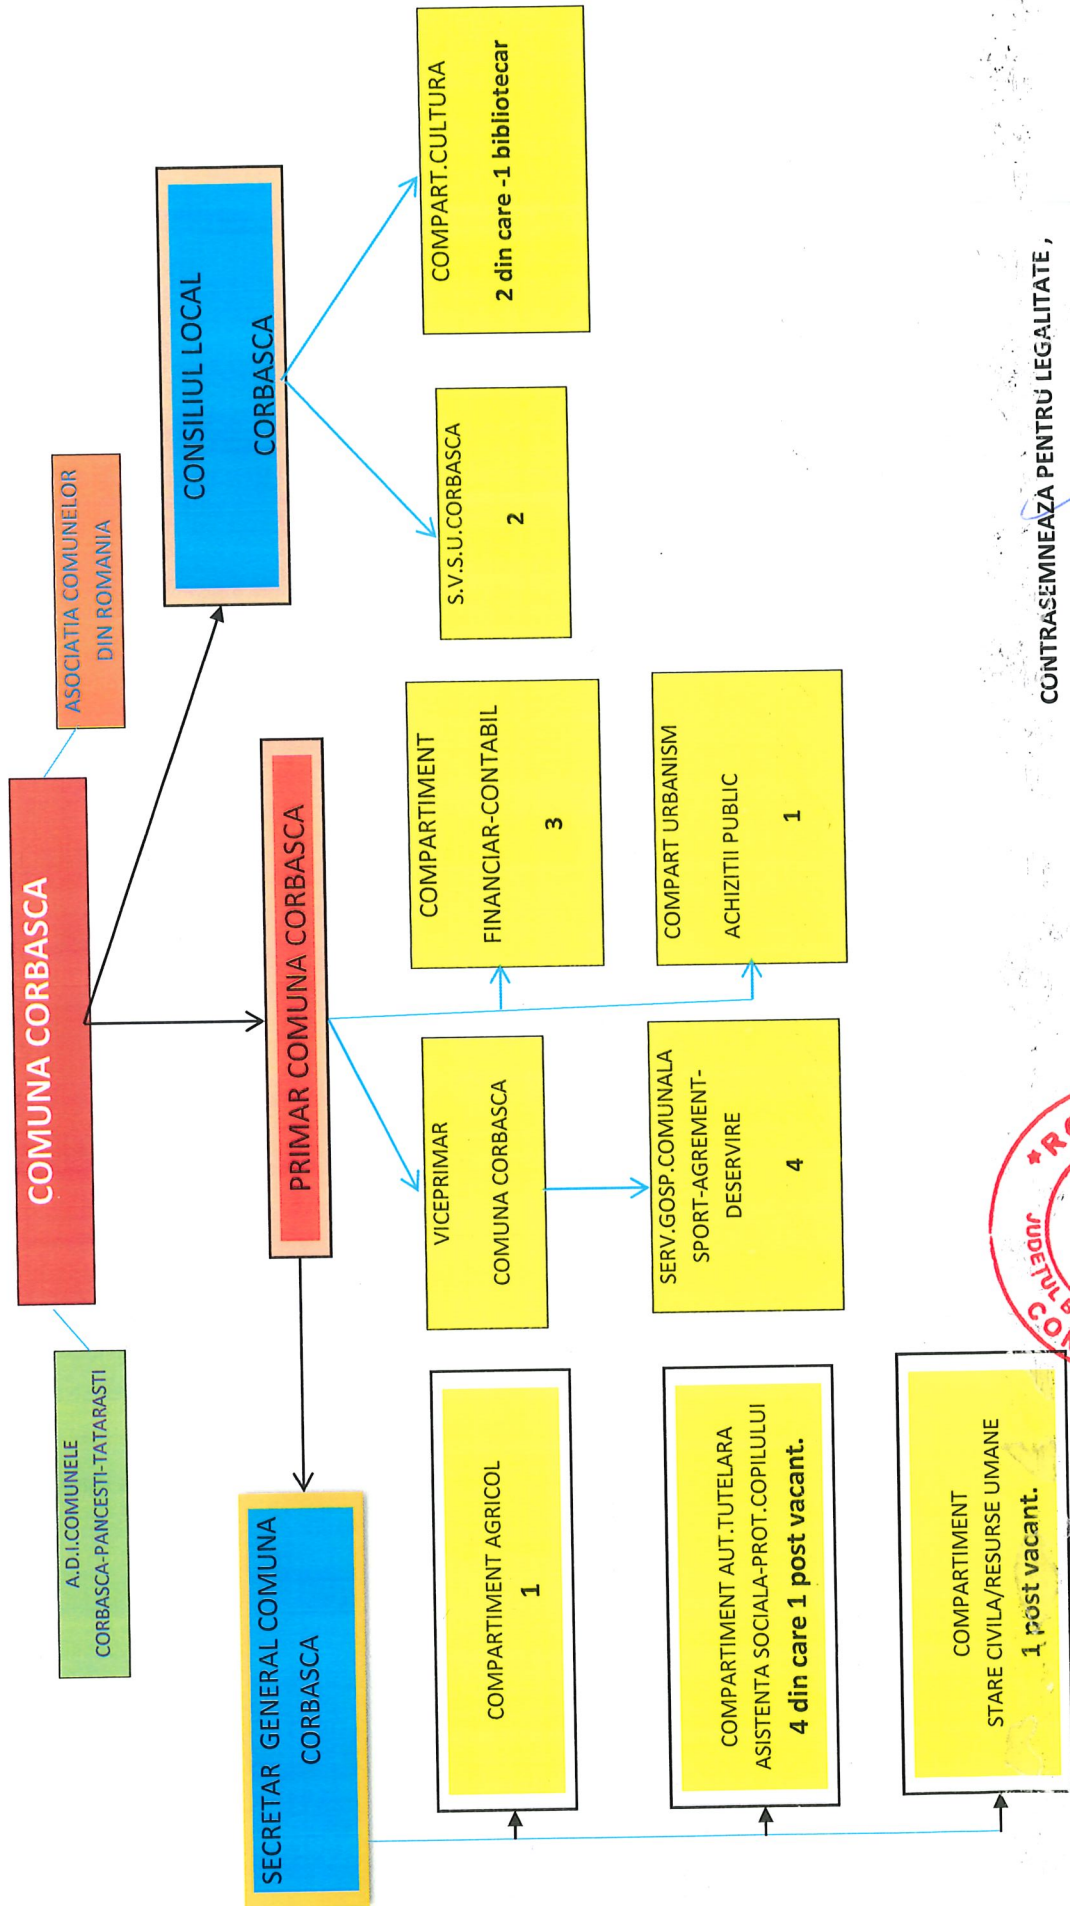 COMUNA CORBASCA
A.D.I.COMUNELE
CORBASCA-PANCESTI-TATARASTI
ASOCIATIA COMUNELOR
DIN ROMANIA
CONSILIUL LOCAL
CORBASCA
PRIMAR COMUNA CORBASCA
SECRETAR GENERAL COMUNA
CORBASCA
COMPARTIMENT AGRICOL
1
COMPARTIMENT AUT.TUTELARA
ASISTENTA SOCIALA-PROT.COPILULUI
4 din care 1 post vacant.
COMPARTIMENT
STARE CIVILA/RESURSE UMANE
1 post vacant.
VICEPRIMAR
COMUNA CORBASCA
SERV.GOSP.COMUNALA
SPORT-AGREMENT-
DESERVIRE
4
COMPARTIMENT
FINANCIAR-CONTABIL
3
COMPART URBANISM
ACHIZITII PUBLIC
1
S.V.S.U.CORBASCA
2
COMPART.CULTURA
2 din care -1 bibliotecar
CONTRASEMNEAZA PENTRU LEGALITATE,
JUDETUL